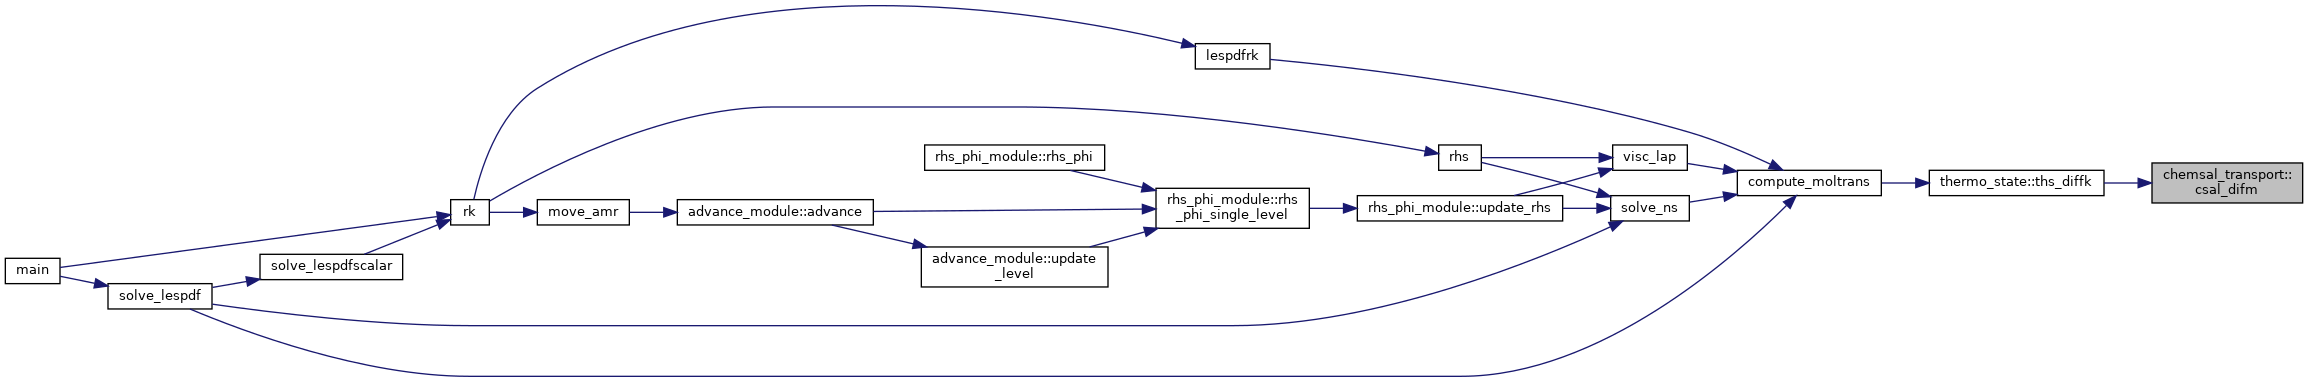 lespdfrk
rhs_phi_module::rhs_phi
rhs
visc_lap
compute_moltrans
thermo_state::ths_diffk
chemsal_transport::
csal_difm
rk
move_amr
advance_module::advance
rhs_phi_module::rhs
_phi_single_level
rhs_phi_module::update_rhs
solve_ns
main
solve_lespdfscalar
advance_module::update
_level
solve_lespdf